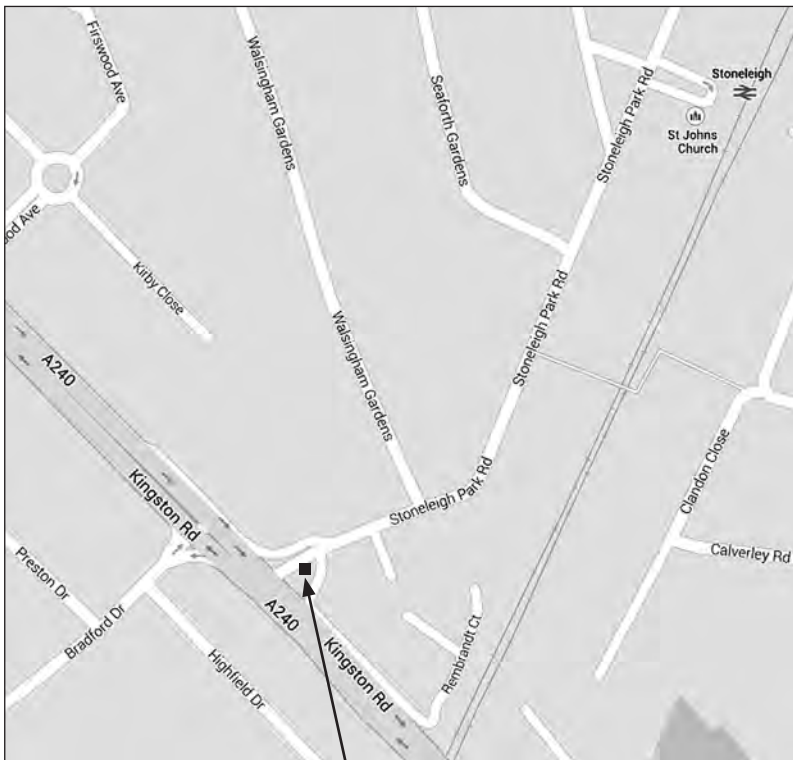 Firswood Ave
Walsingham Gardens
Seaforth Gardens
Stoneleigh Park Rd
Stoneleigh
St Johns
Church
ood Ave
Kirby Close
Walsingham Gardens
Stoneleigh Park Rd
A240
Kingston Rd
Stoneleigh Park Rd
Clandon Close
Calverley Rd
Preston Dr
Bradford Dr
A240
Highfield Dr
Kingston Rd
Rembrandt Ct